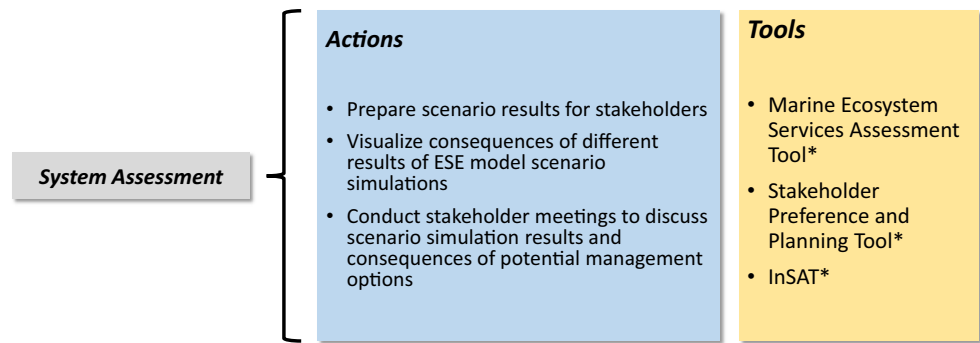 System Assessment
Actions
• Prepare scenario results for stakeholders
• Visualize consequences of different
results of ESE model scenario
simulations
• Conduct stakeholder meetings to discuss
scenario simulation results and
consequences of potential management
options
Tools
• Marine Ecosystem
Services Assessment
Tool*
• Stakeholder
Preference and
Planning Tool*
• InSAT*